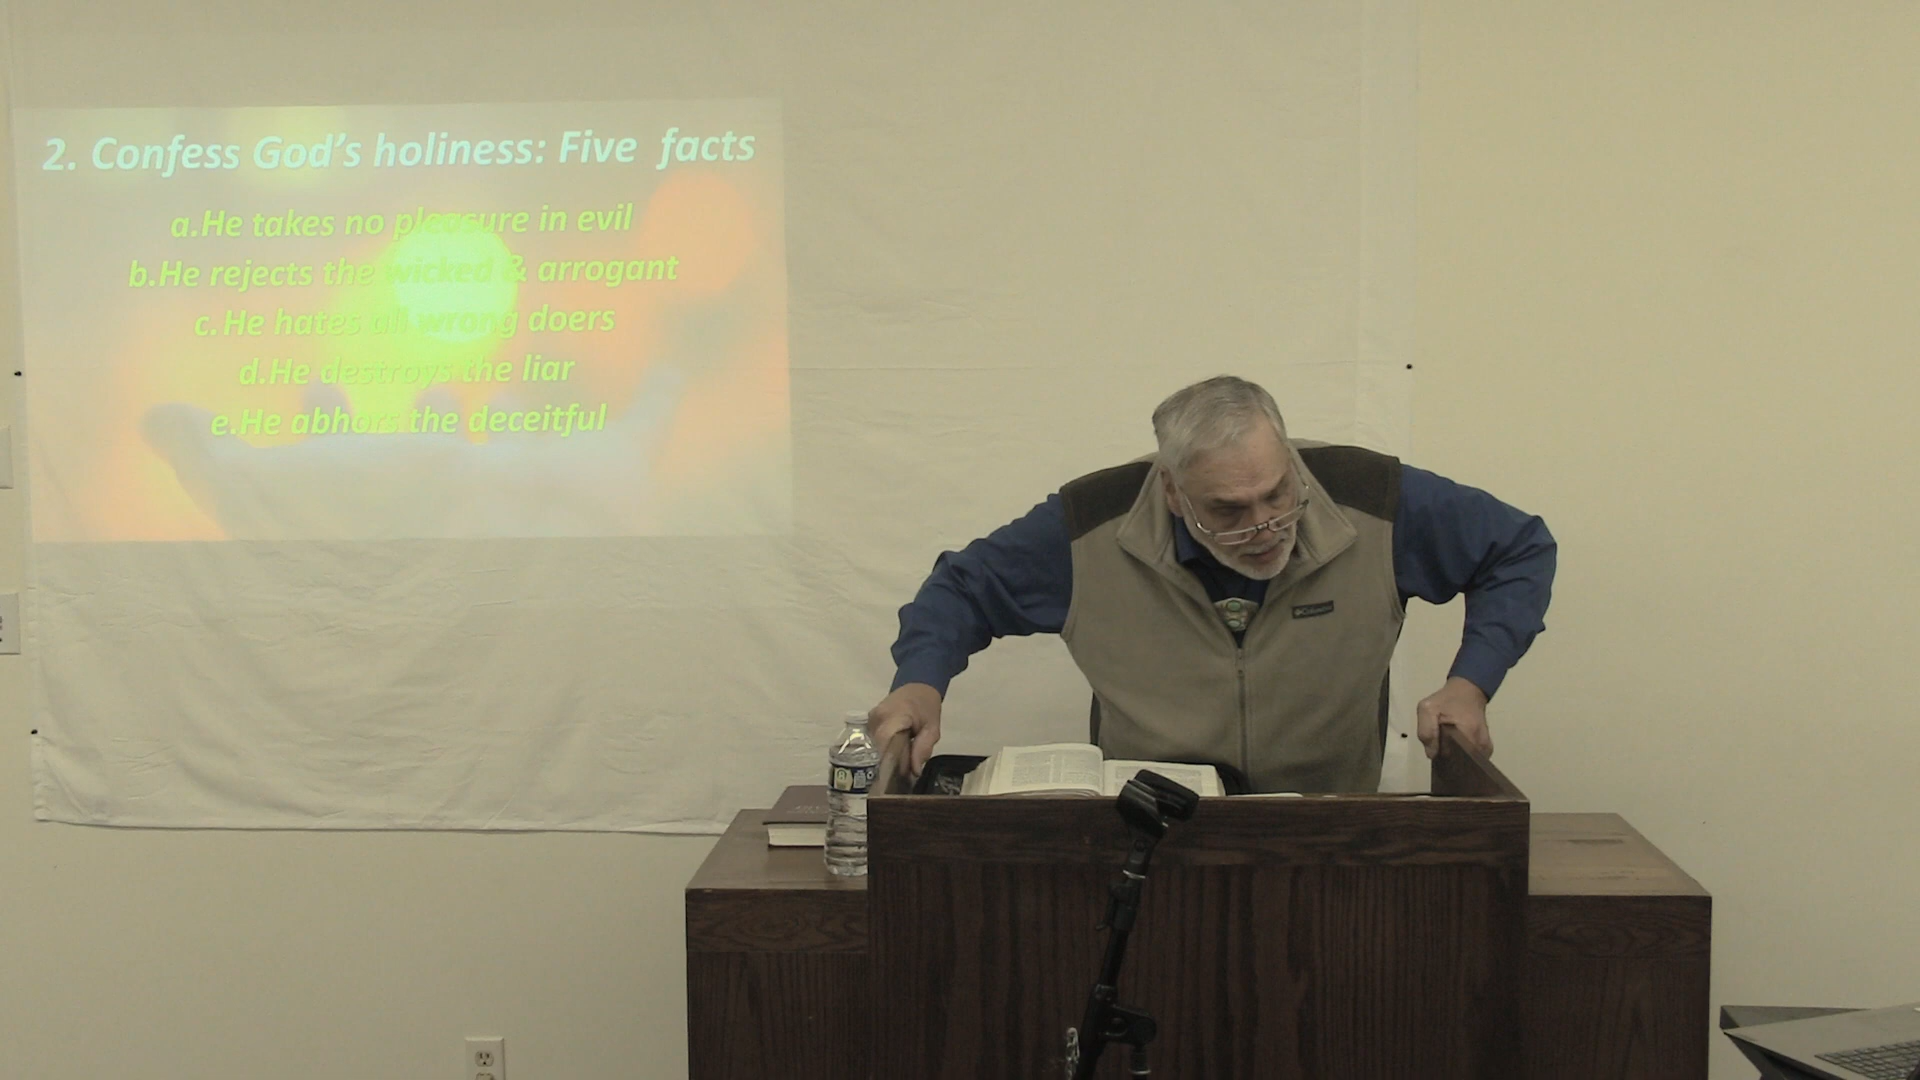 2. Confess God's holiness: Five facts
a.He takes no pleasure in evil
b.He rejects the wicked & arrogant
c. He hates all wrong doers
d.He destroys the liar
e.He abhors the deceitful
Columbia